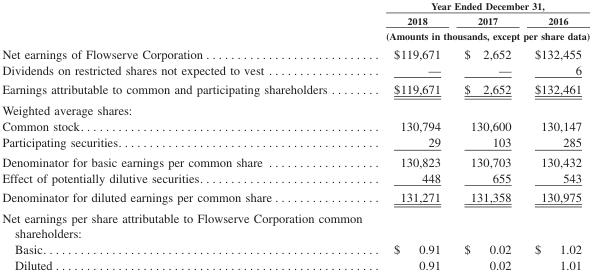 Year Ended December 31,
2018 2017 2016
(Amounts in thousands, except per share data)
Net earnings of Flowserve Corporation . . . . . . . . . . . . . . . . . . . . . . . . . . . . $119,671 $ 2,652 $132,455
Dividends on restricted shares not expected to vest . . . . . . . . . . . . . . . . . . — — 6
Earnings attributable to common and participating shareholders . . . . . . . . $119,671 $ 2,652 $132,461
Weighted average shares:
Common stock. . . . . . . . . . . . . . . . . . . . . . . . . . . . . . . . . . . . . . . . . . . . . . . . 130,794 130,600 130,147
Participating securities. . . . . . . . . . . . . . . . . . . . . . . . . . . . . . . . . . . . . . . . . 29 103 285
Denominator for basic earnings per common share . . . . . . . . . . . . . . . . . . 130,823 130,703 130,432
Effect of potentially dilutive securities. . . . . . . . . . . . . . . . . . . . . . . . . . . . . 448 655 543
Denominator for diluted earnings per common share . . . . . . . . . . . . . . . . . 131,271 131,358 130,975
Net earnings per share attributable to Flowserve Corporation common
shareholders:
Basic. . . . . . . . . . . . . . . . . . . . . . . . . . . . . . . . . . . . . . . . . . . . . . . . . . . . . . $ 0.91 $ 0.02 $ 1.02
Diluted . . . . . . . . . . . . . . . . . . . . . . . . . . . . . . . . . . . . . . . . . . . . . . . . . . . . 0.91 0.02 1.01